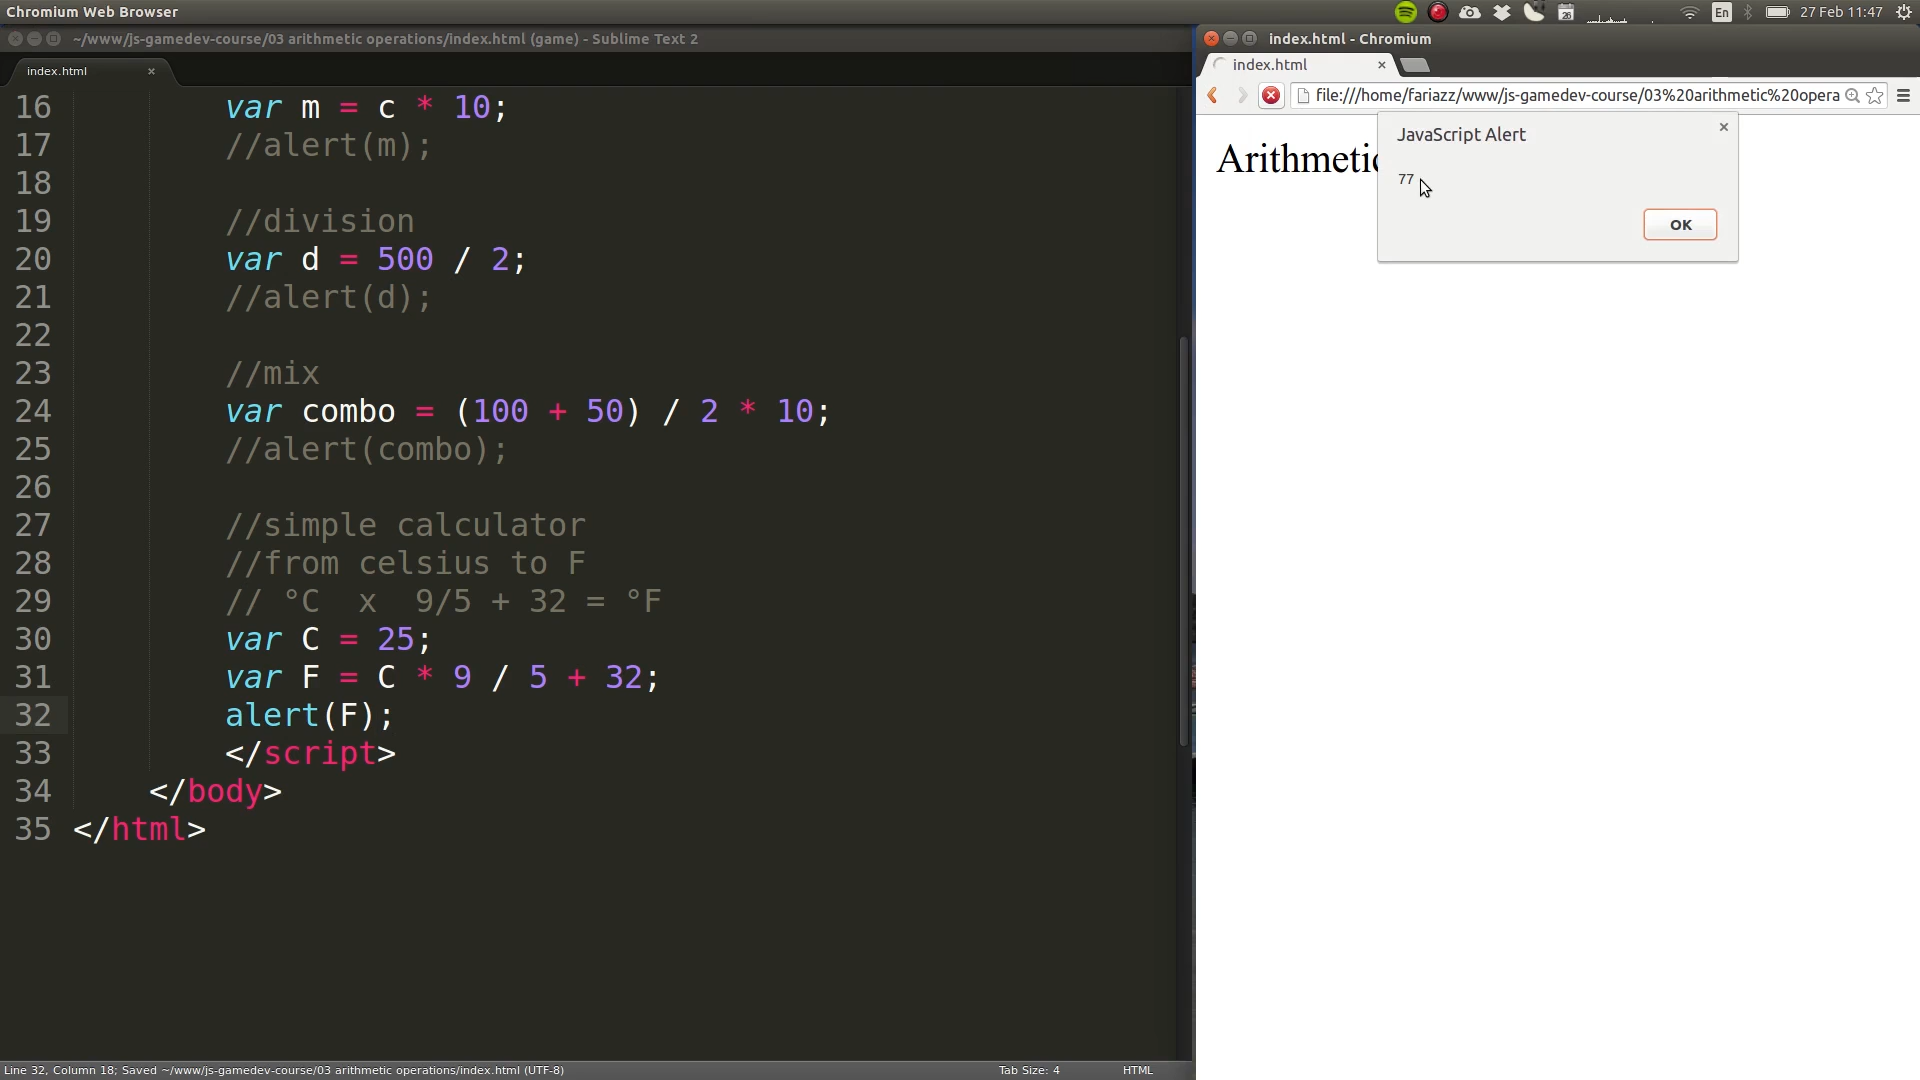 Chromium Web Browser
En
27 Feb 11:47
~/www/js-gamedev-course/03 arithmetic operations/index.html (game) - Sublime Text 2
index.html
16 var m = c * 10;
17 //alert(m);
18
19 //division
20 var d = 500 / 2;
21 //alert(d);
22
23 //mix
24 var combo = (100 + 50) / 2 * 10;
25 //alert(combo);
26
27 //simple calculator
28 //from celsius to F
29 // °C x 9/5 + 32 = °F
30 var C = 25;
31 var F = C * 9 / 5 + 32;
32 alert(F);
33 </script>
34 </body>
35 </html>
Line 32, Column 18; Saved ~/www/js-gamedev-course/03 arithmetic operations/index.html (UTF-8)
Tab Size: 4
HTML
index.html - Chromium
index.html
file:///home/fariazz/www/js-gamedev-course/03%20arithmetic%20opera
Arithmetic
JavaScript Alert
77
OK